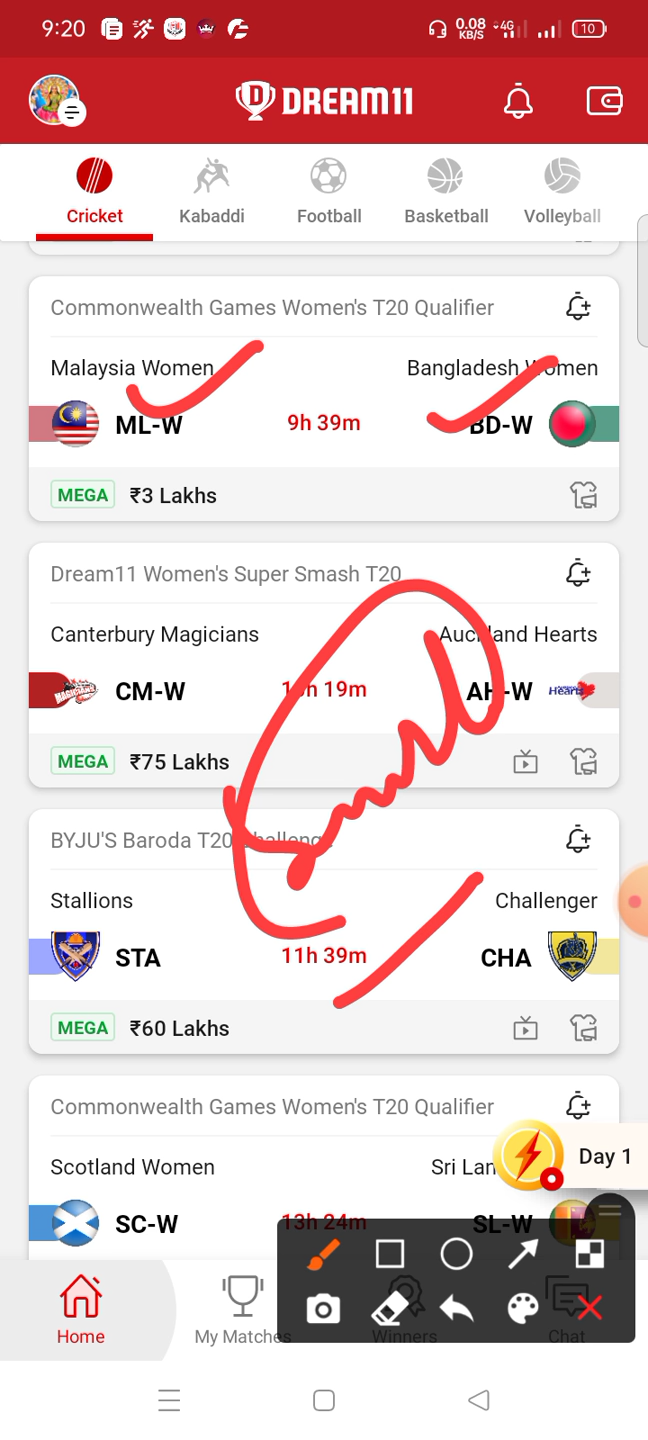 9:20 0.08 KB/S 4G 10
DREAM11
Cricket Kabaddi Football Basketball Volleyball
Commonwealth Games Women's T20 Qualifier
Malaysia Women Bangladesh Women
ML-W 9h 39m BD-W
MEGA ₹3 Lakhs
Dream11 Women's Super Smash T20
Canterbury Magicians Auckland Hearts
CM-W h 19m AH-W Hearts
MEGA ₹75 Lakhs
BYJU'S Baroda T20 Challenge
Stallions Challenger
STA 11h 39m CHA
MEGA ₹60 Lakhs
Commonwealth Games Women's T20 Qualifier
Day 1
Scotland Women Sri Lan
SC-W 13h 24m SL-W
Home My Matches Winners Chat